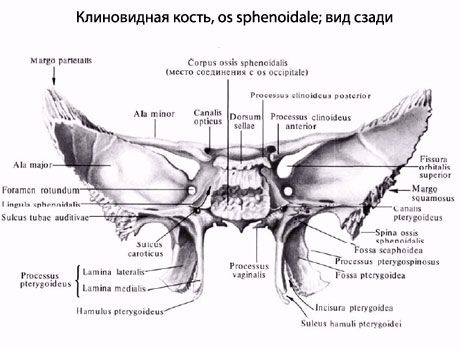 Клиновидная кость, os sphenoidale; вид сзади
Margo parietalis
Corpus ossis sphenoidalis
(место соединения с os occipitale)
Processus clinoideus posterior
Ala minor
Canalis
opticus
Dorsum
sellae
Processus clinoideus
anterior
Ala major
Fissura
orbitalis
superior
Foramen rotundum
Margo
squamosus
Lingula sphenoidalis
Sulcus tubae auditivae
Canalis
pterygoideus
Sulcus
caroticus
Spina ossis
sphenoidalis
Fossa scaphoidea
Processus
pterygoideus
Lamina lateralis
Lamina medialis
Processus
vaginalis
Processus pterygospinosus
Fossa pterygoidea
Hamulus pterygoideus
Incisura pterygoidea
Sulcus hamuli pterygoidei